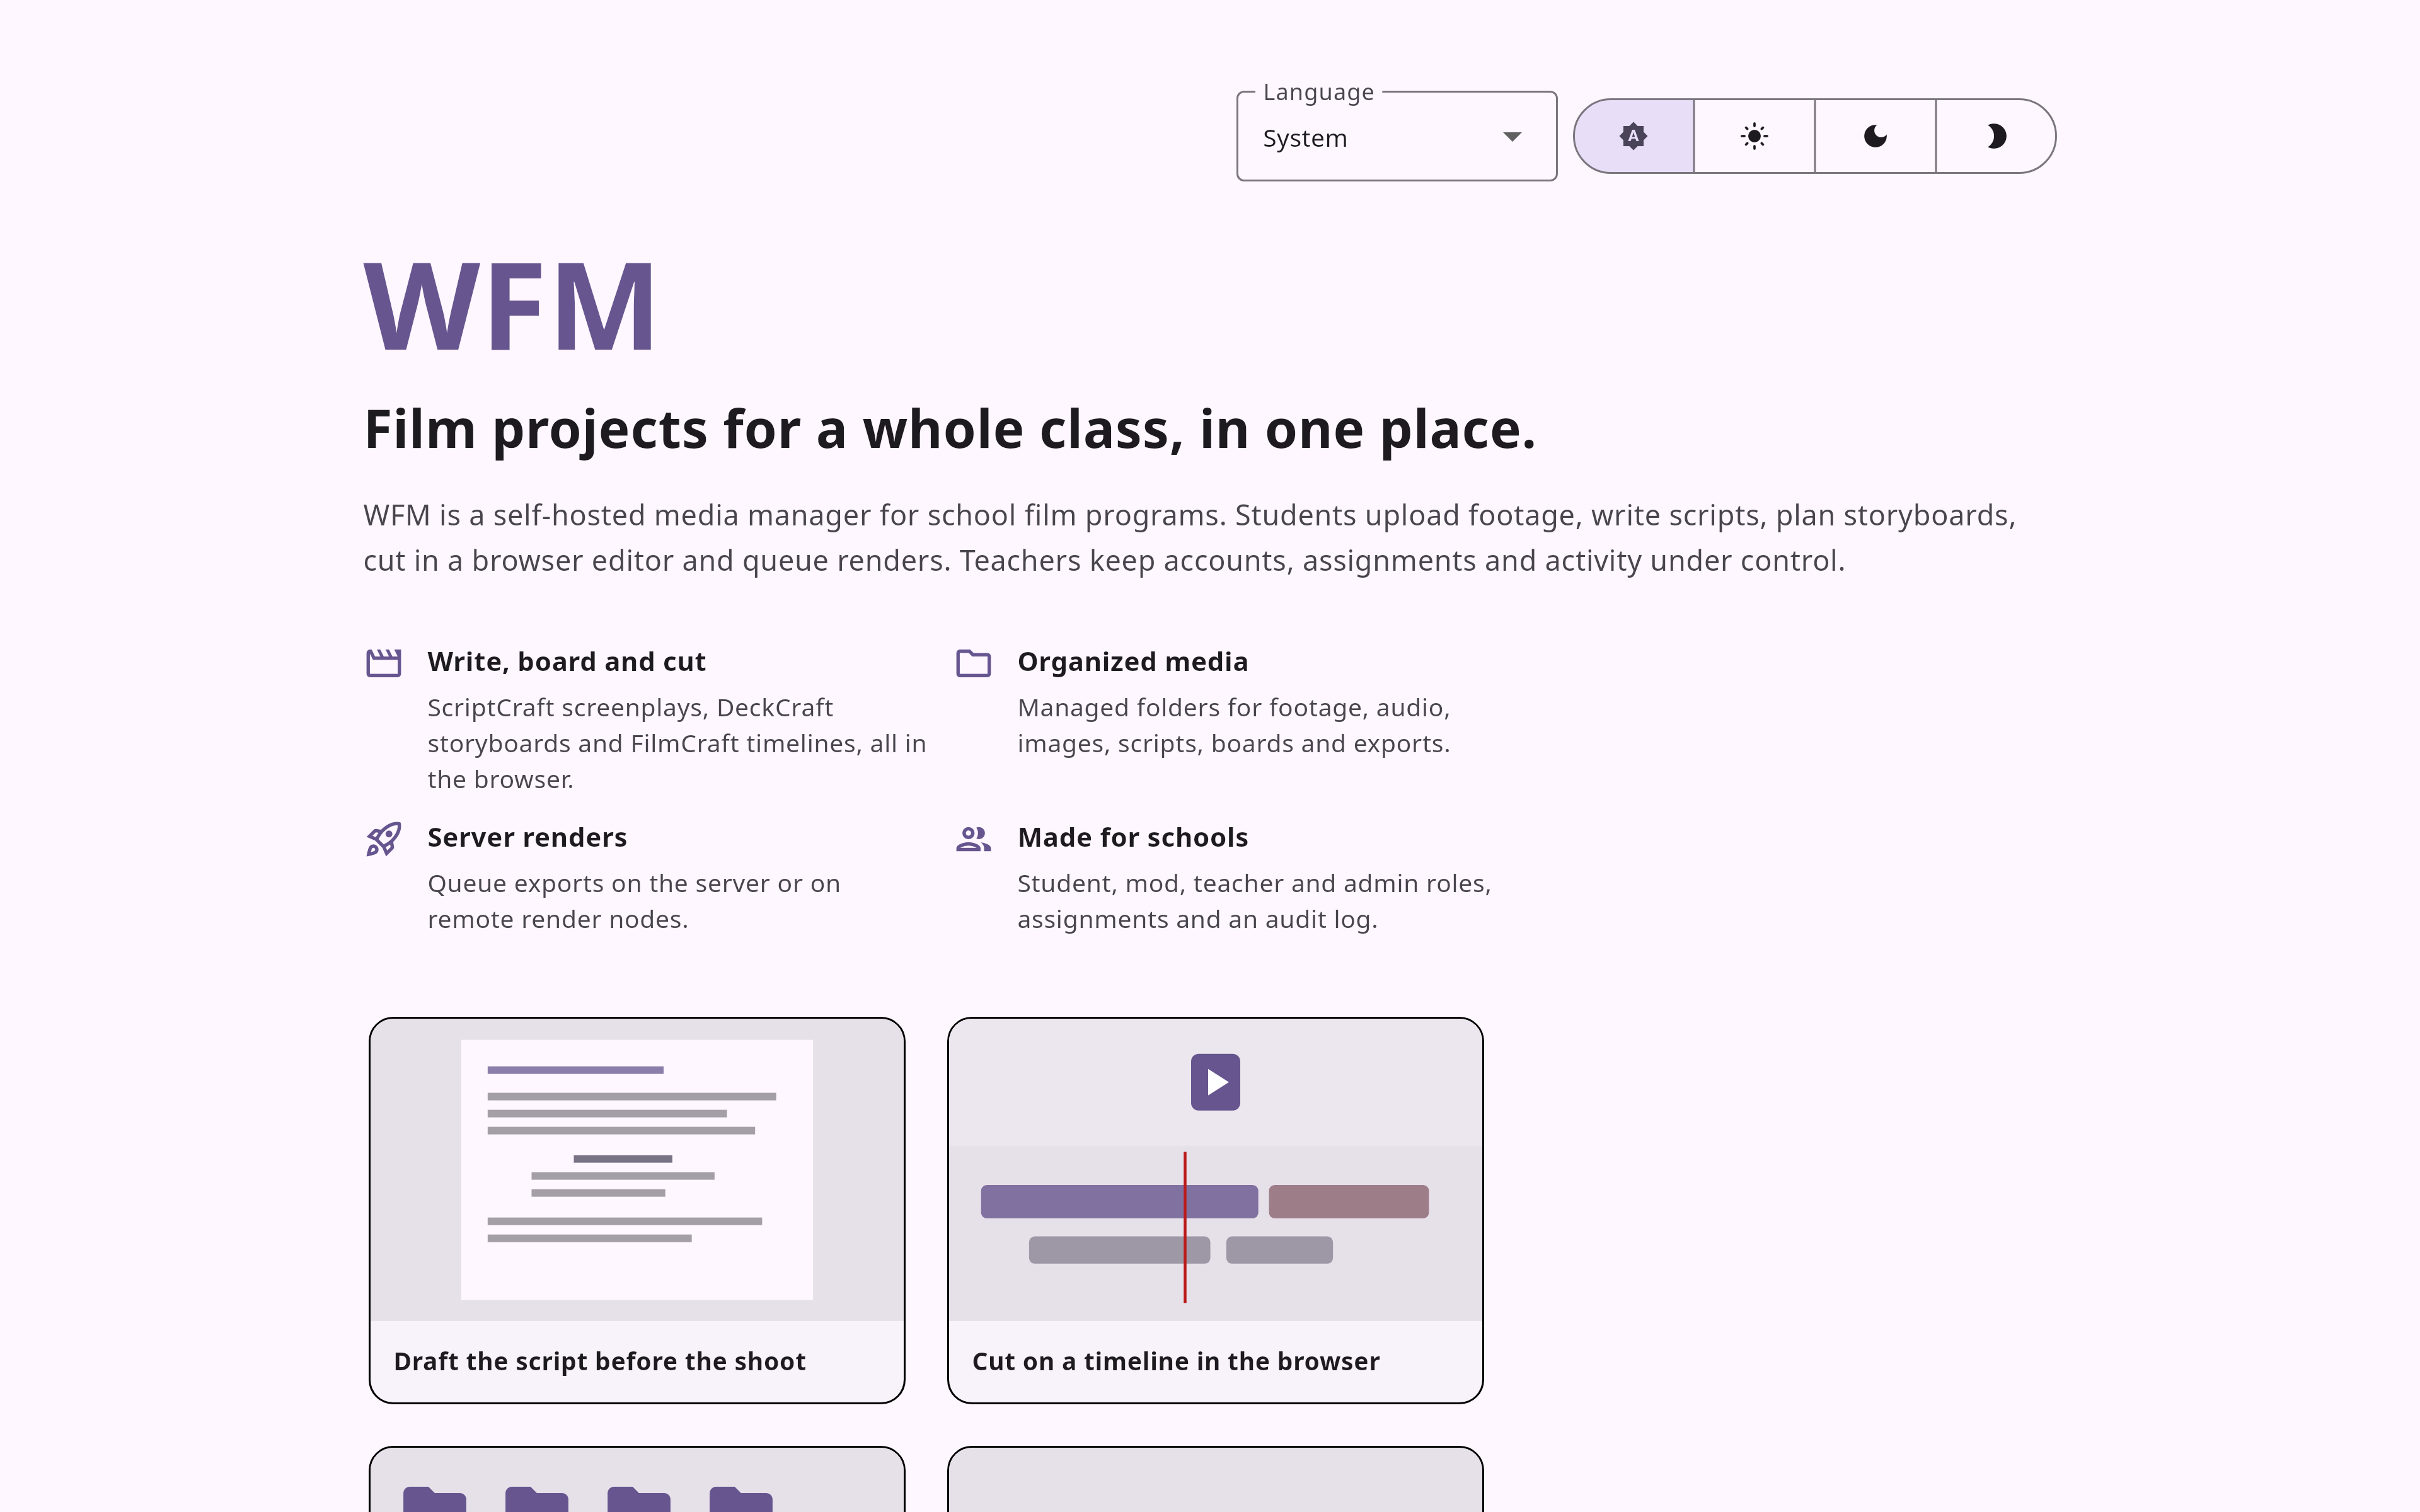 Language
System
A
WFM
Film projects for a whole class, in one place.
WFM is a self-hosted media manager for school film programs. Students upload footage, write scripts, plan storyboards,
cut in a browser editor and queue renders. Teachers keep accounts, assignments and activity under control.
Write, board and cut
ScriptCraft screenplays, DeckCraft
storyboards and FilmCraft timelines, all in
the browser.
Organized media
Managed folders for footage, audio,
images, scripts, boards and exports.
Server renders
Queue exports on the server or on
remote render nodes.
Made for schools
Student, mod, teacher and admin roles,
assignments and an audit log.
Draft the script before the shoot
Cut on a timeline in the browser